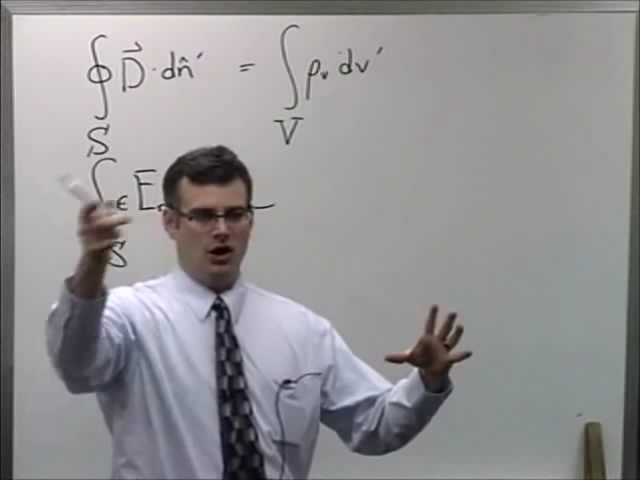 ∮ D⃗ · dn̂′ = ∫ ρᵥ dv′
S V
∫ ϵ E
S